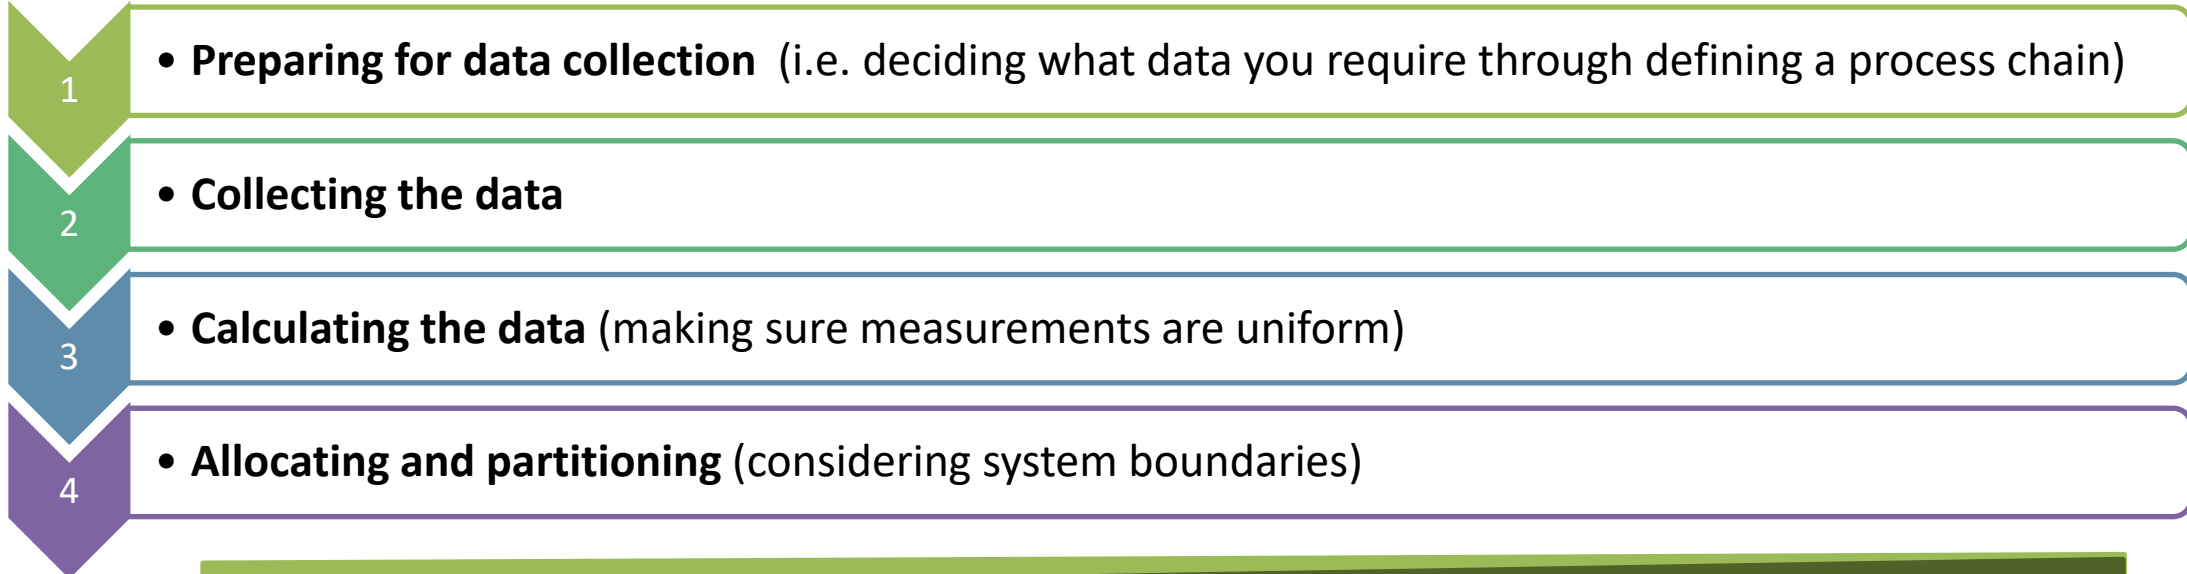 1
• Preparing for data collection (i.e. deciding what data you require through defining a process chain)
2
• Collecting the data
3
• Calculating the data (making sure measurements are uniform)
4
• Allocating and partitioning (considering system boundaries)